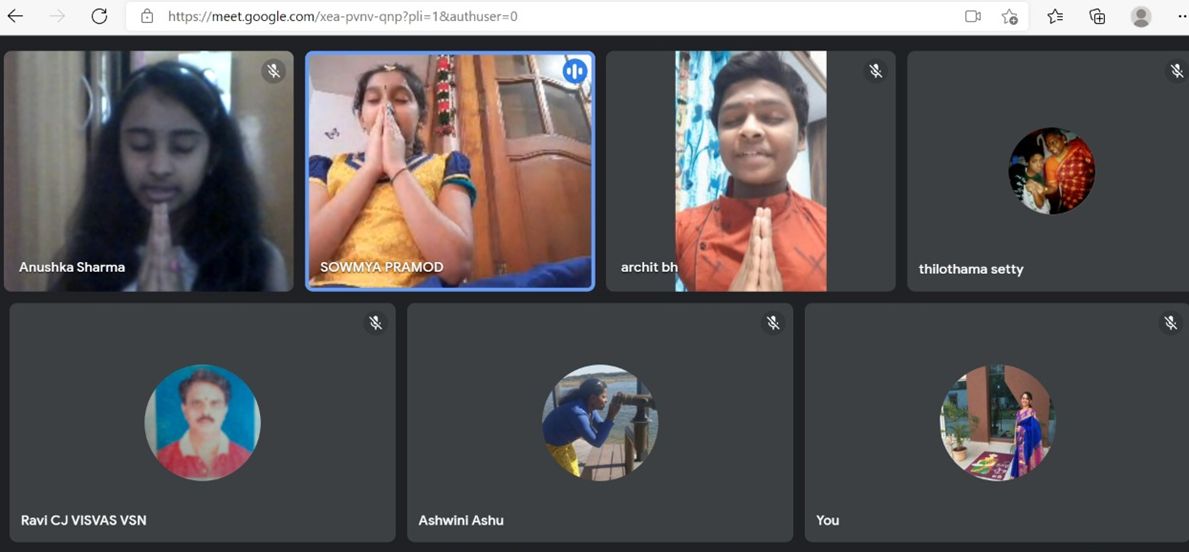 https://meet.google.com/xea-pvnv-qnp?pli=1&authuser=0
Anushka Sharma
SOWMYA PRAMOD
archit bh
thilothama setty
Ravi CJ VISVAS VSN
Ashwini Ashu
You